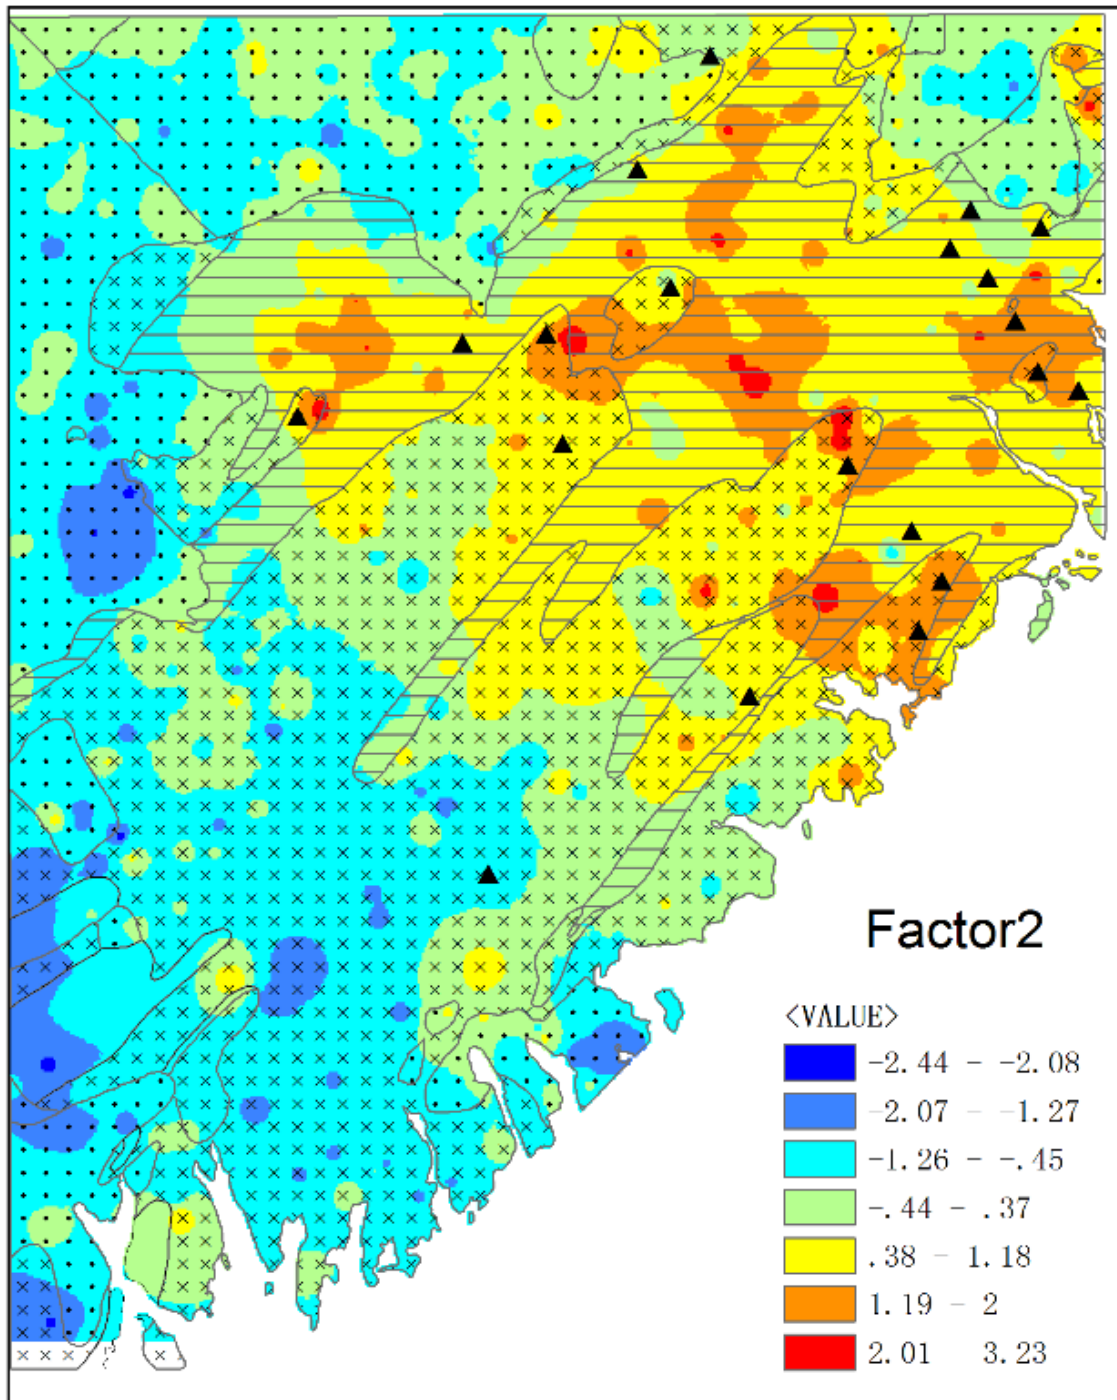 Factor2
<VALUE>
-2.44 - -2.08
-2.07 - -1.27
-1.26 - -.45
-.44 - .37
.38 - 1.18
1.19 - 2
2.01 3.23